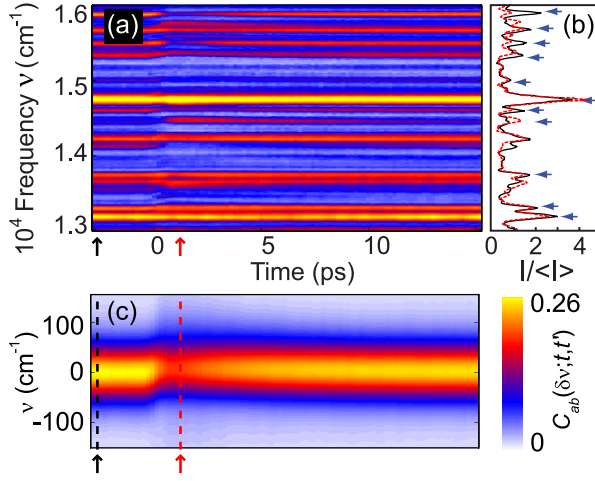 (a)
(b)
1.6
1.5
1.4
1.3
10⁴ Frequency ν (cm⁻¹)
0 5 10
Time (ps)
0 2 4
I/<I>
(c)
100
0
-100
ν (cm⁻¹)
0.26
0
C_ab(δν;t,t')